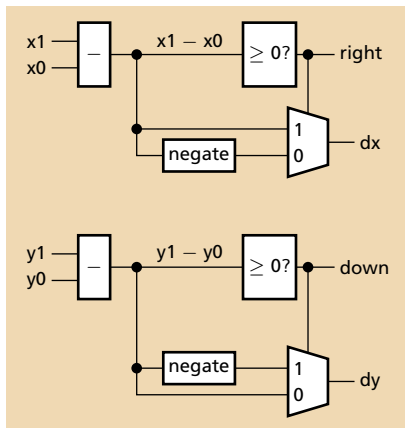 x1
x0
−
x1 − x0
≥ 0?
right
1
dx
negate
0
y1
y0
−
y1 − y0
≥ 0?
down
negate
1
dy
0